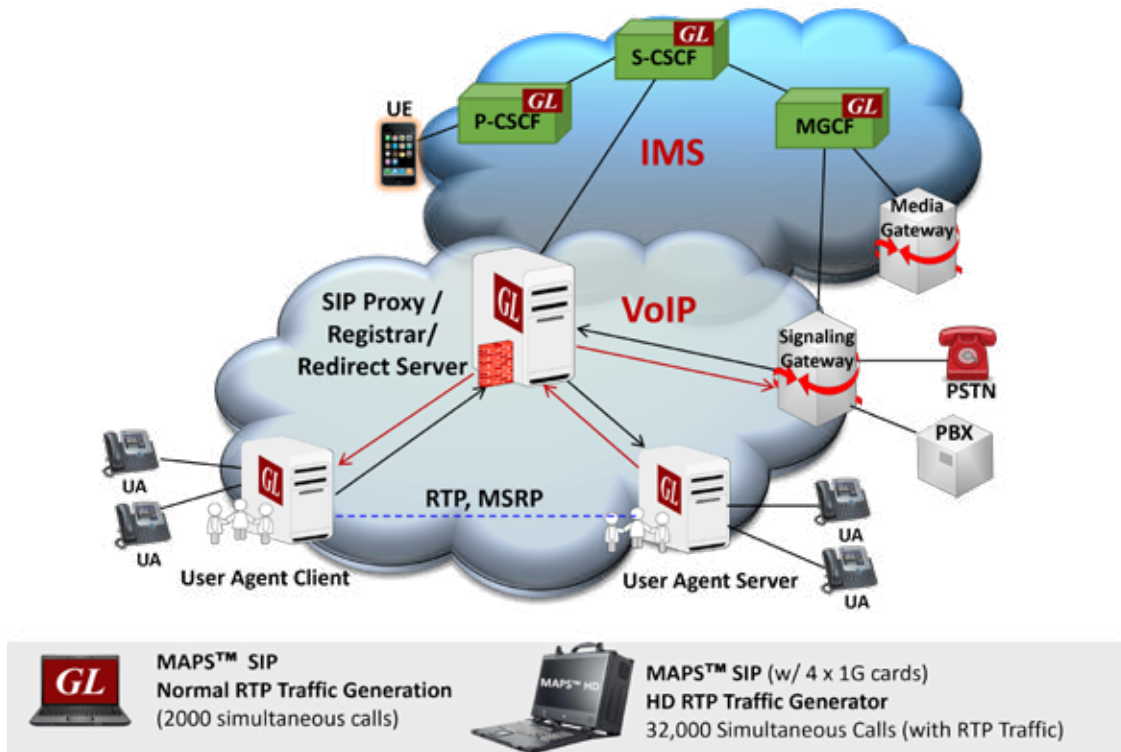 GL
S-CSCF
GL
P-CSCF
GL
MGCF
UE
IMS
Media
Gateway
SIP Proxy /
Registrar/
Redirect Server
GL
VoIP
Signaling
Gateway
PSTN
PBX
UA
UA
GL
RTP, MSRP
GL
UA
UA
User Agent Client
User Agent Server
GL
MAPS™ SIP
Normal RTP Traffic Generation
(2000 simultaneous calls)
MAPS™ HD
MAPS™ SIP (w/ 4 x 1G cards)
HD RTP Traffic Generator
32,000 Simultaneous Calls (with RTP Traffic)